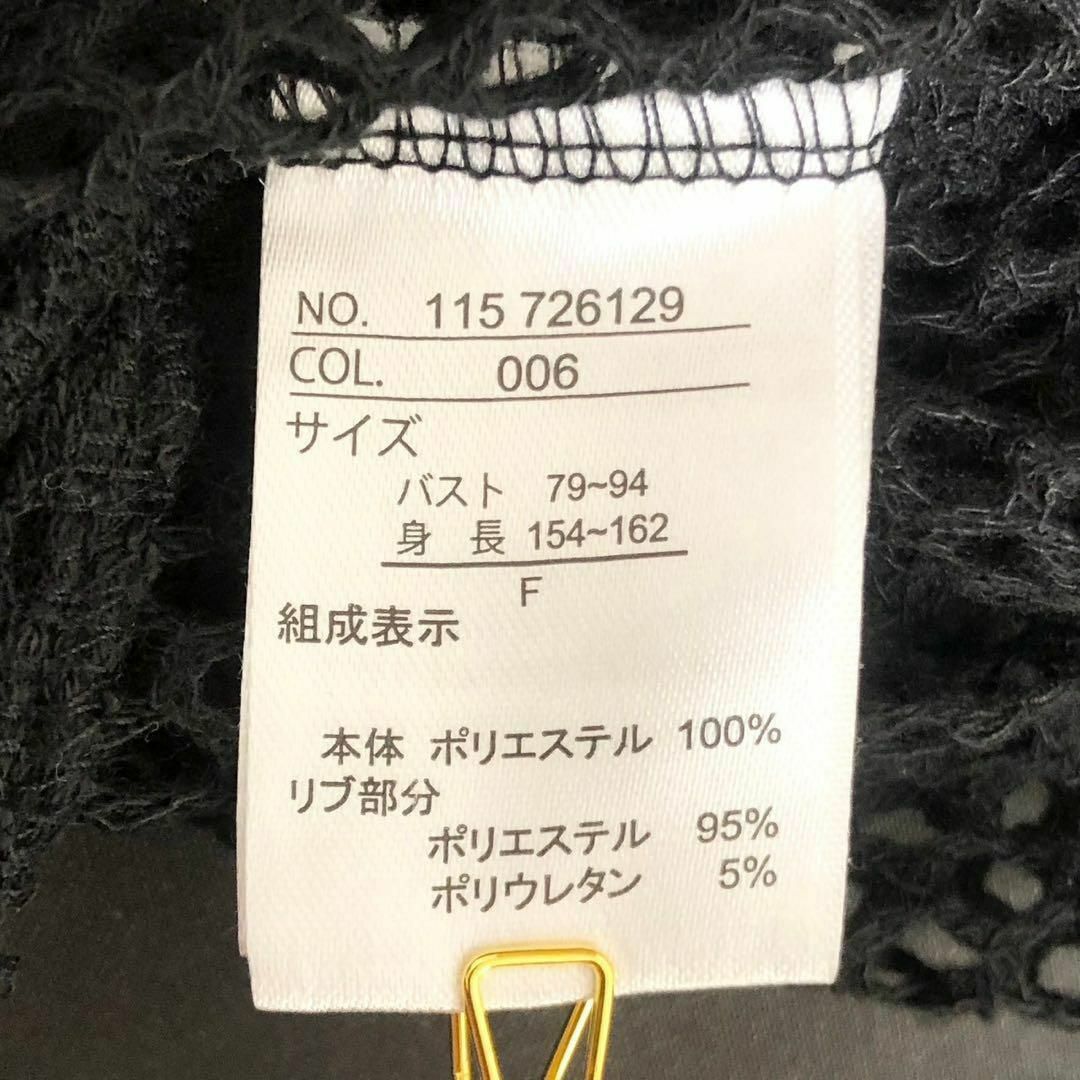 NO. 115 726129
COL. 006
サイズ
バスト 79~94
身 長 154~162
F
組成表示
本体 ポリエステル 100%
リブ部分
ポリエステル 95%
ポリウレタン 5%